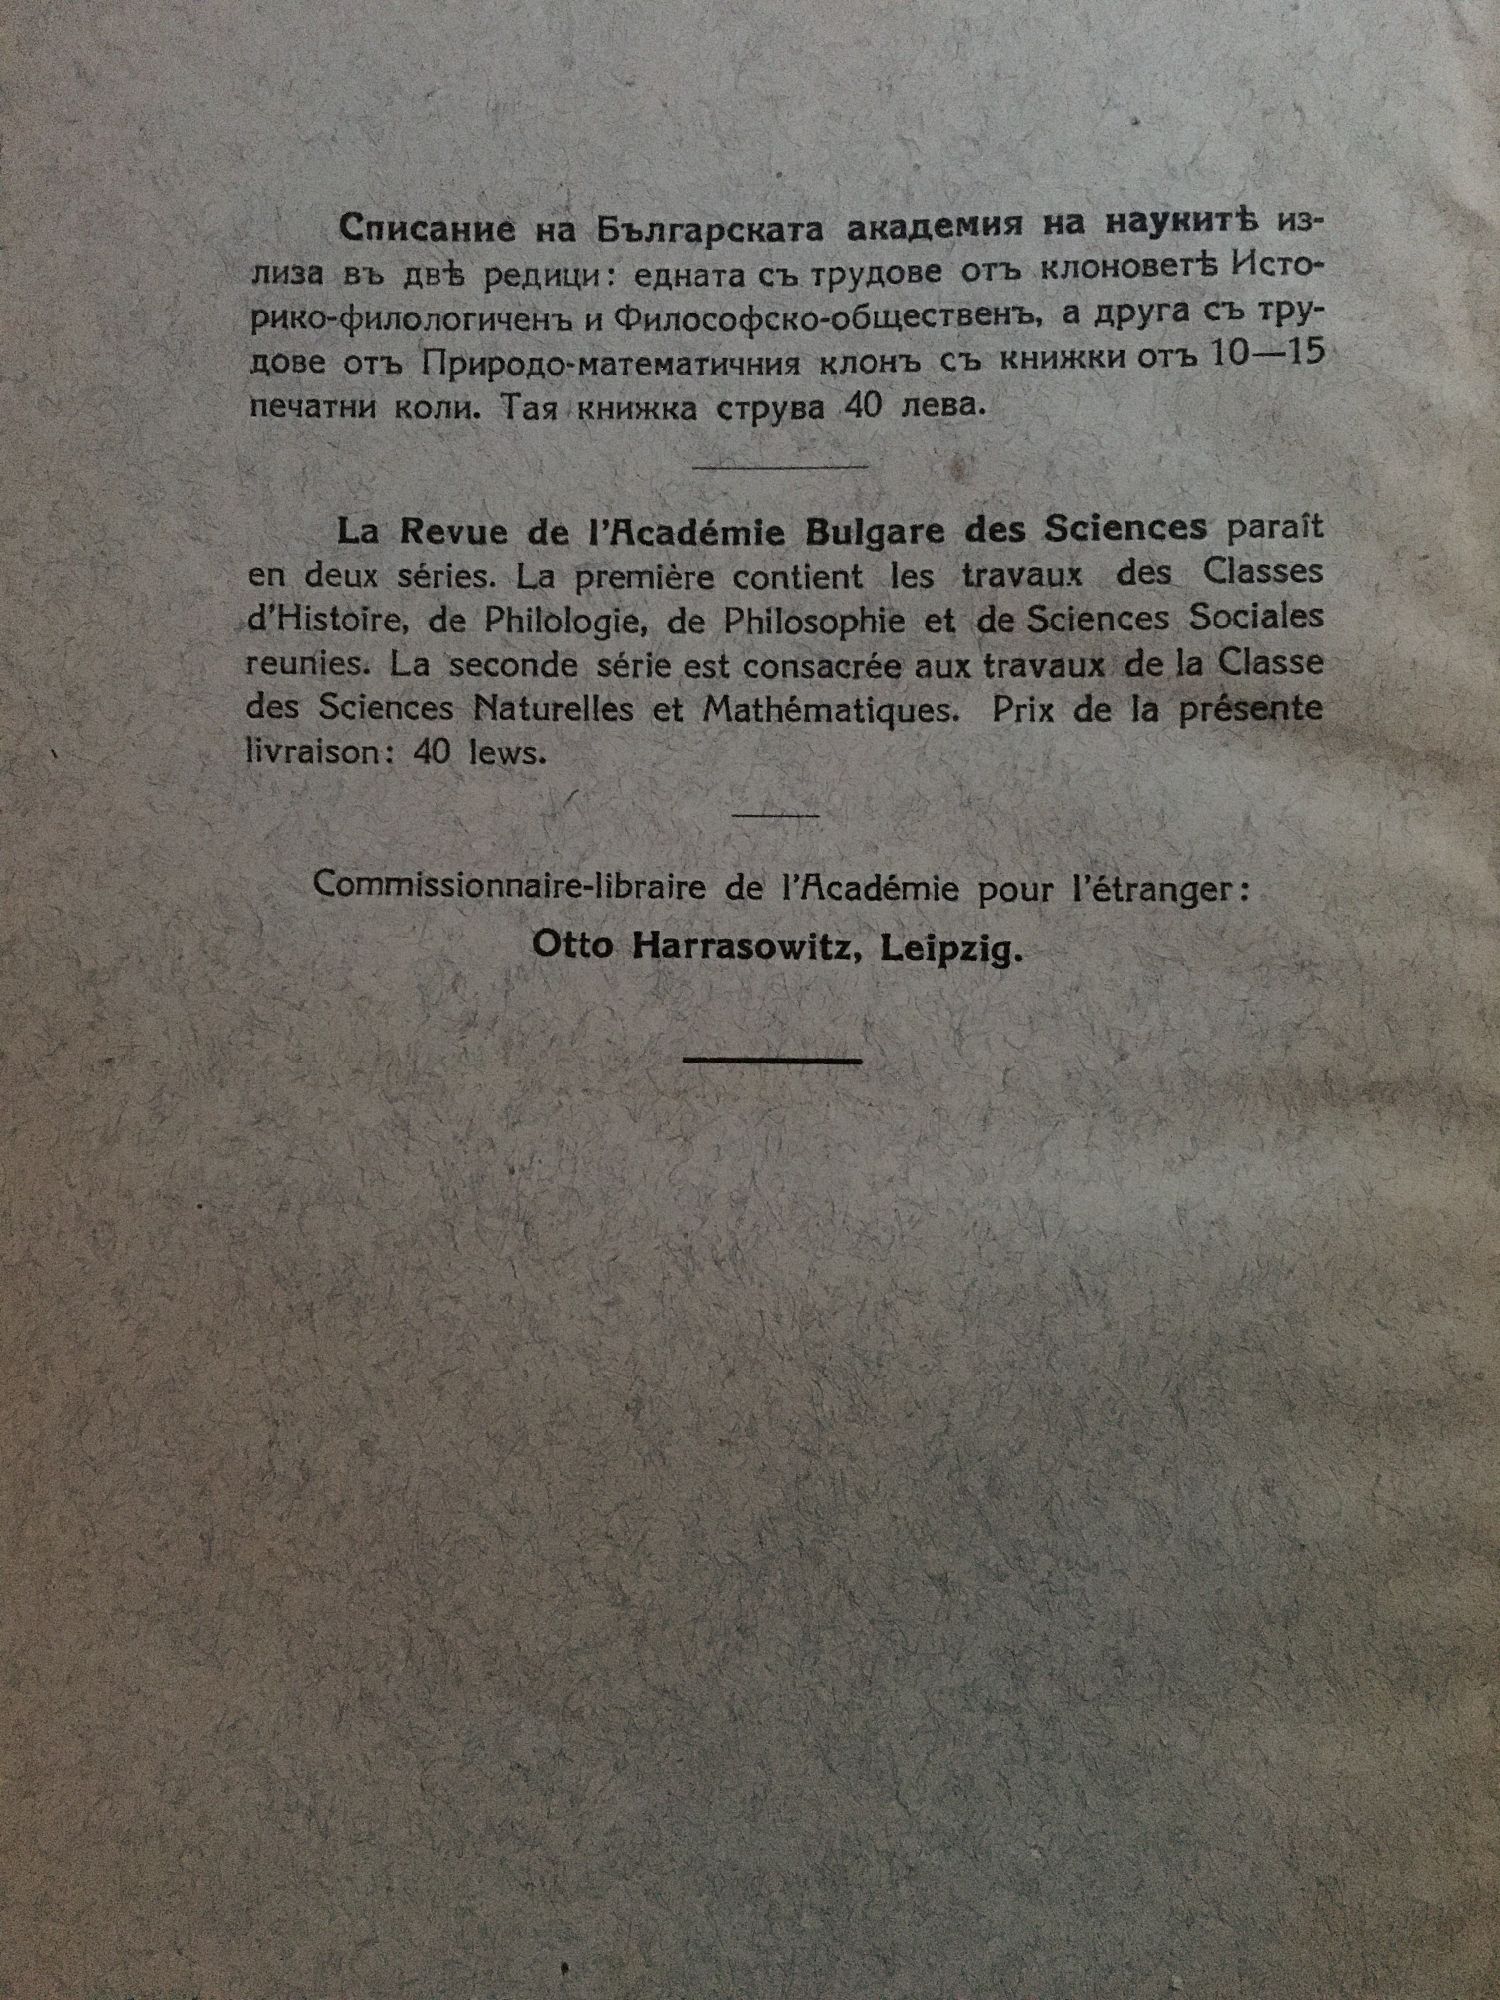 Списание на Българската академия на наукитѣ из-
лиза въ двѣ редици: едната съ трудове отъ клоноветѣ Исто-
рико-филологиченъ и Философско-общественъ, а друга съ тру-
дове отъ Природо-математичния клонъ съ книжки отъ 10—15
печатни коли. Тая книжка струва 40 лева.
La Revue de l'Académie Bulgare des Sciences paraît
en deux séries. La première contient les travaux des Classes
d'Histoire, de Philologie, de Philosophie et de Sciences Sociales
reunies. La seconde série est consacrée aux travaux de la Classe
des Sciences Naturelles et Mathématiques. Prix de la présente
livraison: 40 lews.
Commissionnaire-libraire de l'Académie pour l'étranger:
Otto Harrasowitz, Leipzig.